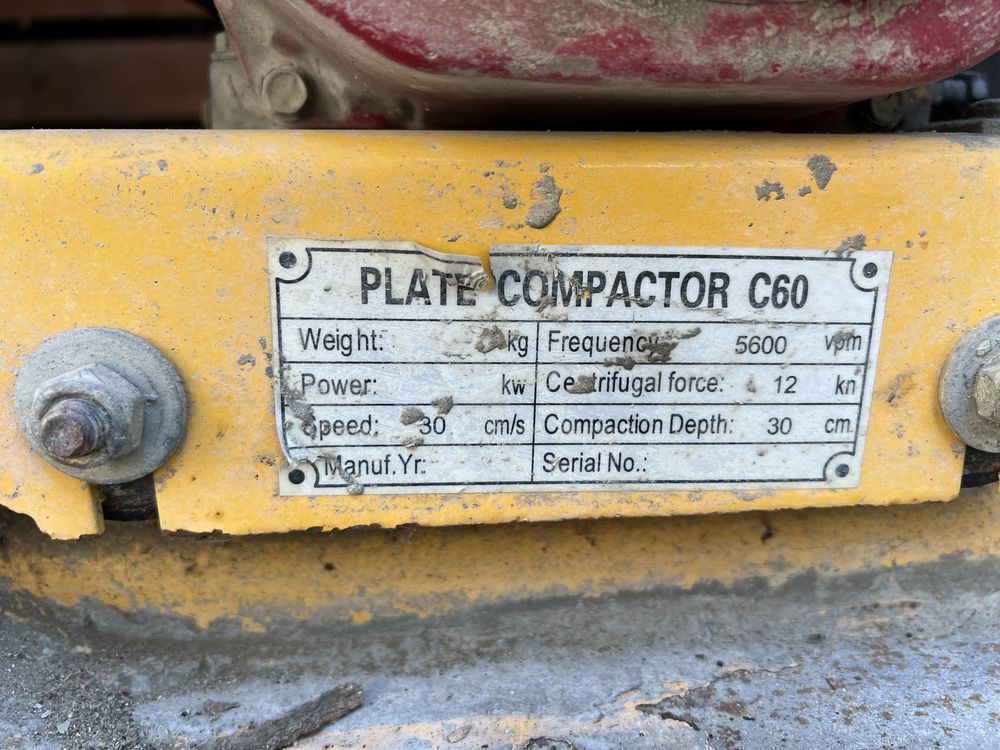 PLATE COMPACTOR C60
Weight: kg Frequency: 5600 vpm
Power: kw Centrifugal force: 12 kn
Speed: 30 cm/s Compaction Depth: 30 cm
Manuf.Yr: Serial No.: